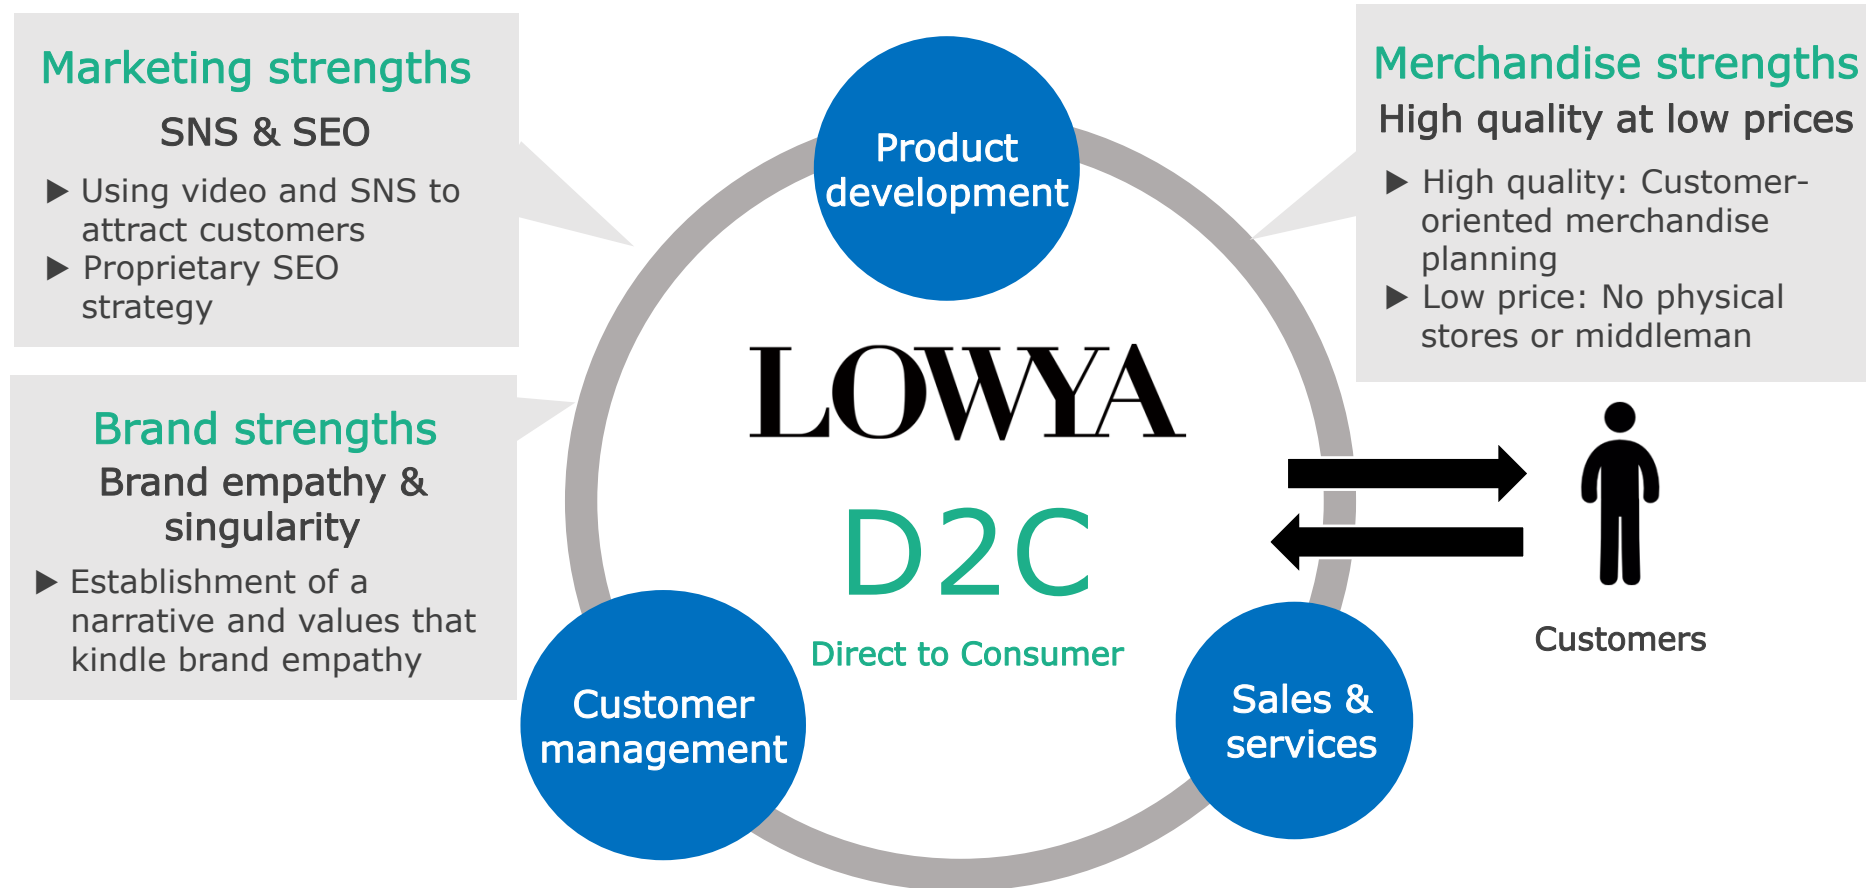 Marketing strengths
SNS & SEO
▶ Using video and SNS to
attract customers
▶ Proprietary SEO
strategy
Brand strengths
Brand empathy &
singularity
▶ Establishment of a
narrative and values that
kindle brand empathy
Product
development
LOWYA
D2C
Direct to Consumer
Customer
management
Sales &
services
Merchandise strengths
High quality at low prices
▶ High quality: Customer-
oriented merchandise
planning
▶ Low price: No physical
stores or middleman
Customers